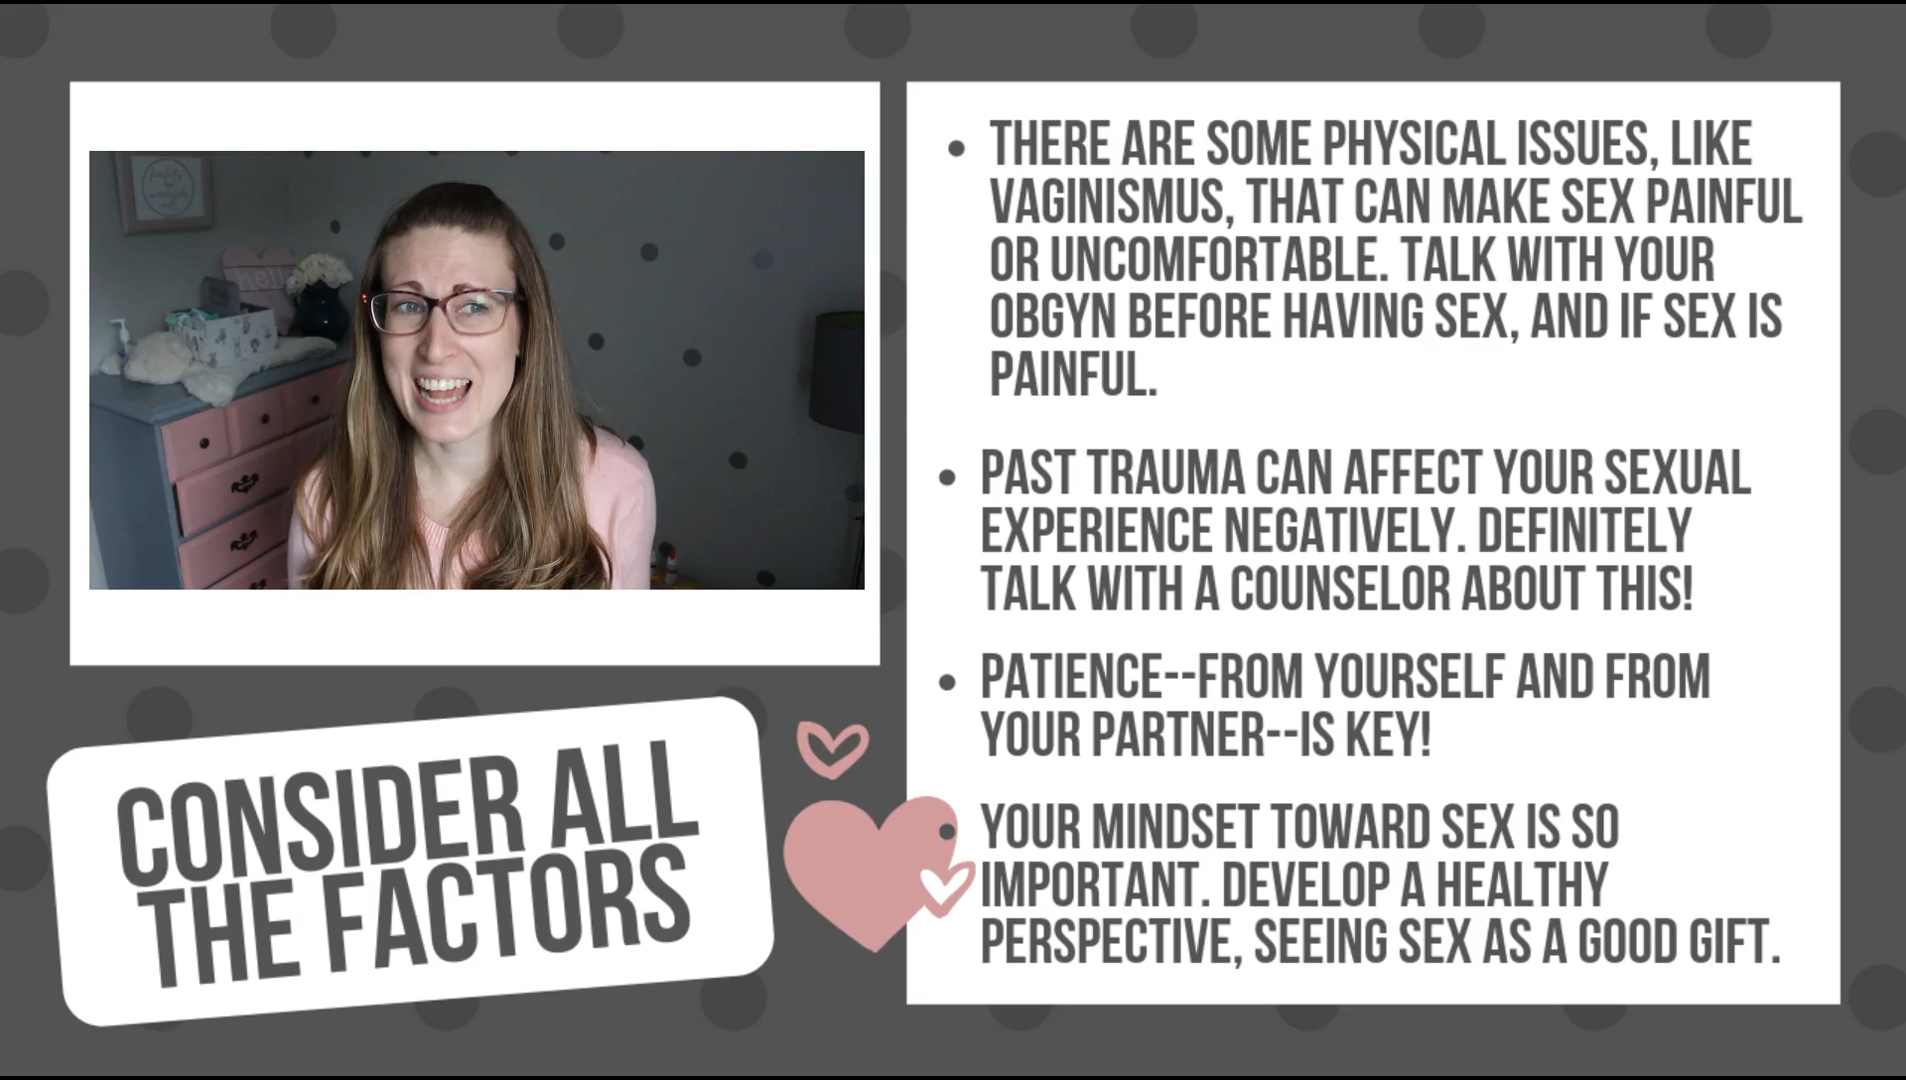 THERE ARE SOME PHYSICAL ISSUES, LIKE
VAGINISMUS, THAT CAN MAKE SEX PAINFUL
OR UNCOMFORTABLE. TALK WITH YOUR
OBGYN BEFORE HAVING SEX, AND IF SEX IS
PAINFUL.
PAST TRAUMA CAN AFFECT YOUR SEXUAL
EXPERIENCE NEGATIVELY. DEFINITELY
TALK WITH A COUNSELOR ABOUT THIS!
PATIENCE--FROM YOURSELF AND FROM
YOUR PARTNER--IS KEY!
YOUR MINDSET TOWARD SEX IS SO
IMPORTANT. DEVELOP A HEALTHY
PERSPECTIVE, SEEING SEX AS A GOOD GIFT.
CONSIDER ALL
THE FACTORS
hello